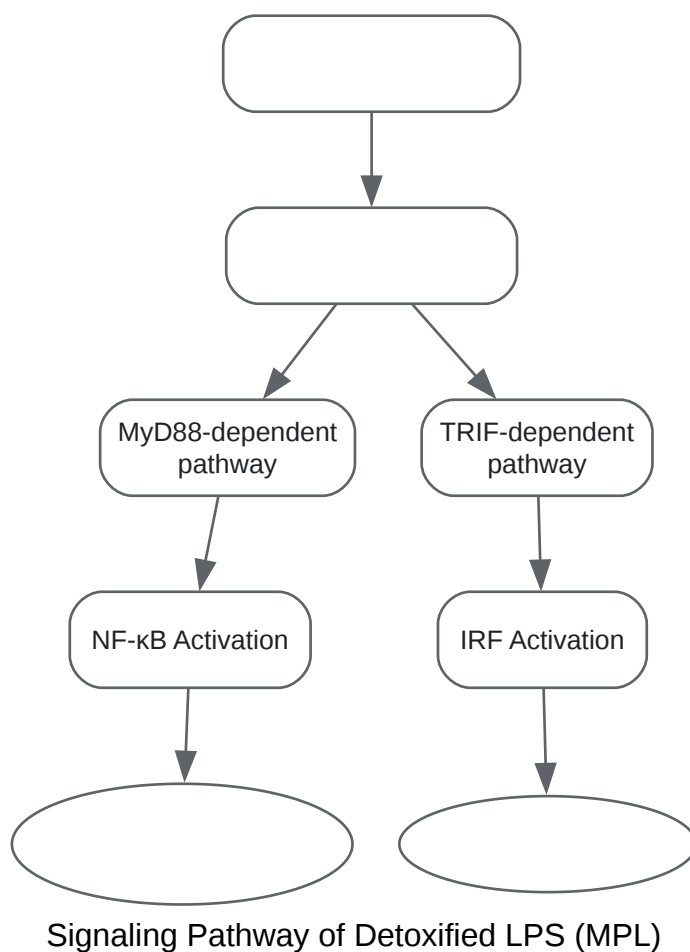 MyD88-dependent
pathway
TRIF-dependent
pathway
NF-κB Activation
IRF Activation
Signaling Pathway of Detoxified LPS (MPL)